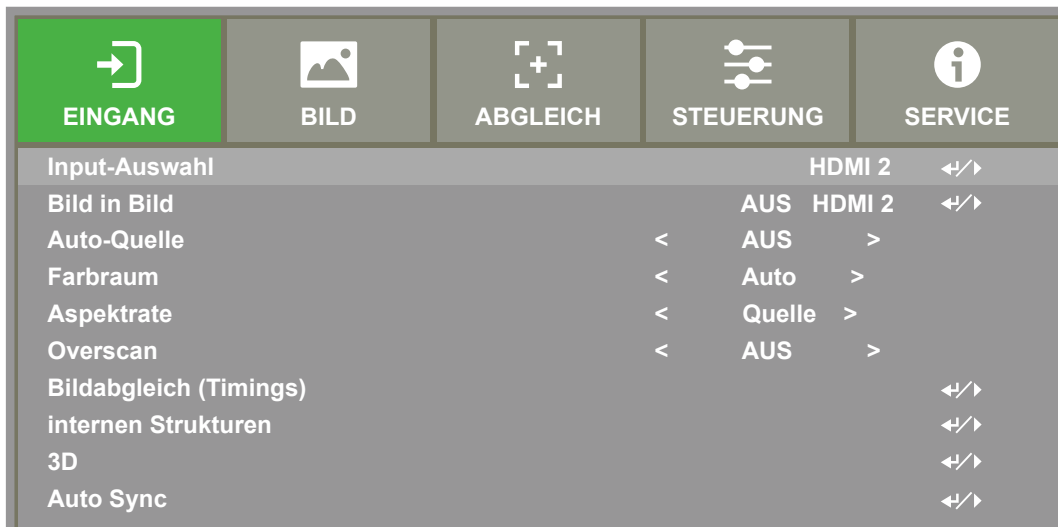 EINGANG BILD ABGLEICH STEUERUNG SERVICE
Input-Auswahl HDMI 2
Bild in Bild AUS HDMI 2
Auto-Quelle < AUS >
Farbraum < Auto >
Aspektrate < Quelle >
Overscan < AUS >
Bildabgleich (Timings)
internen Strukturen
3D
Auto Sync